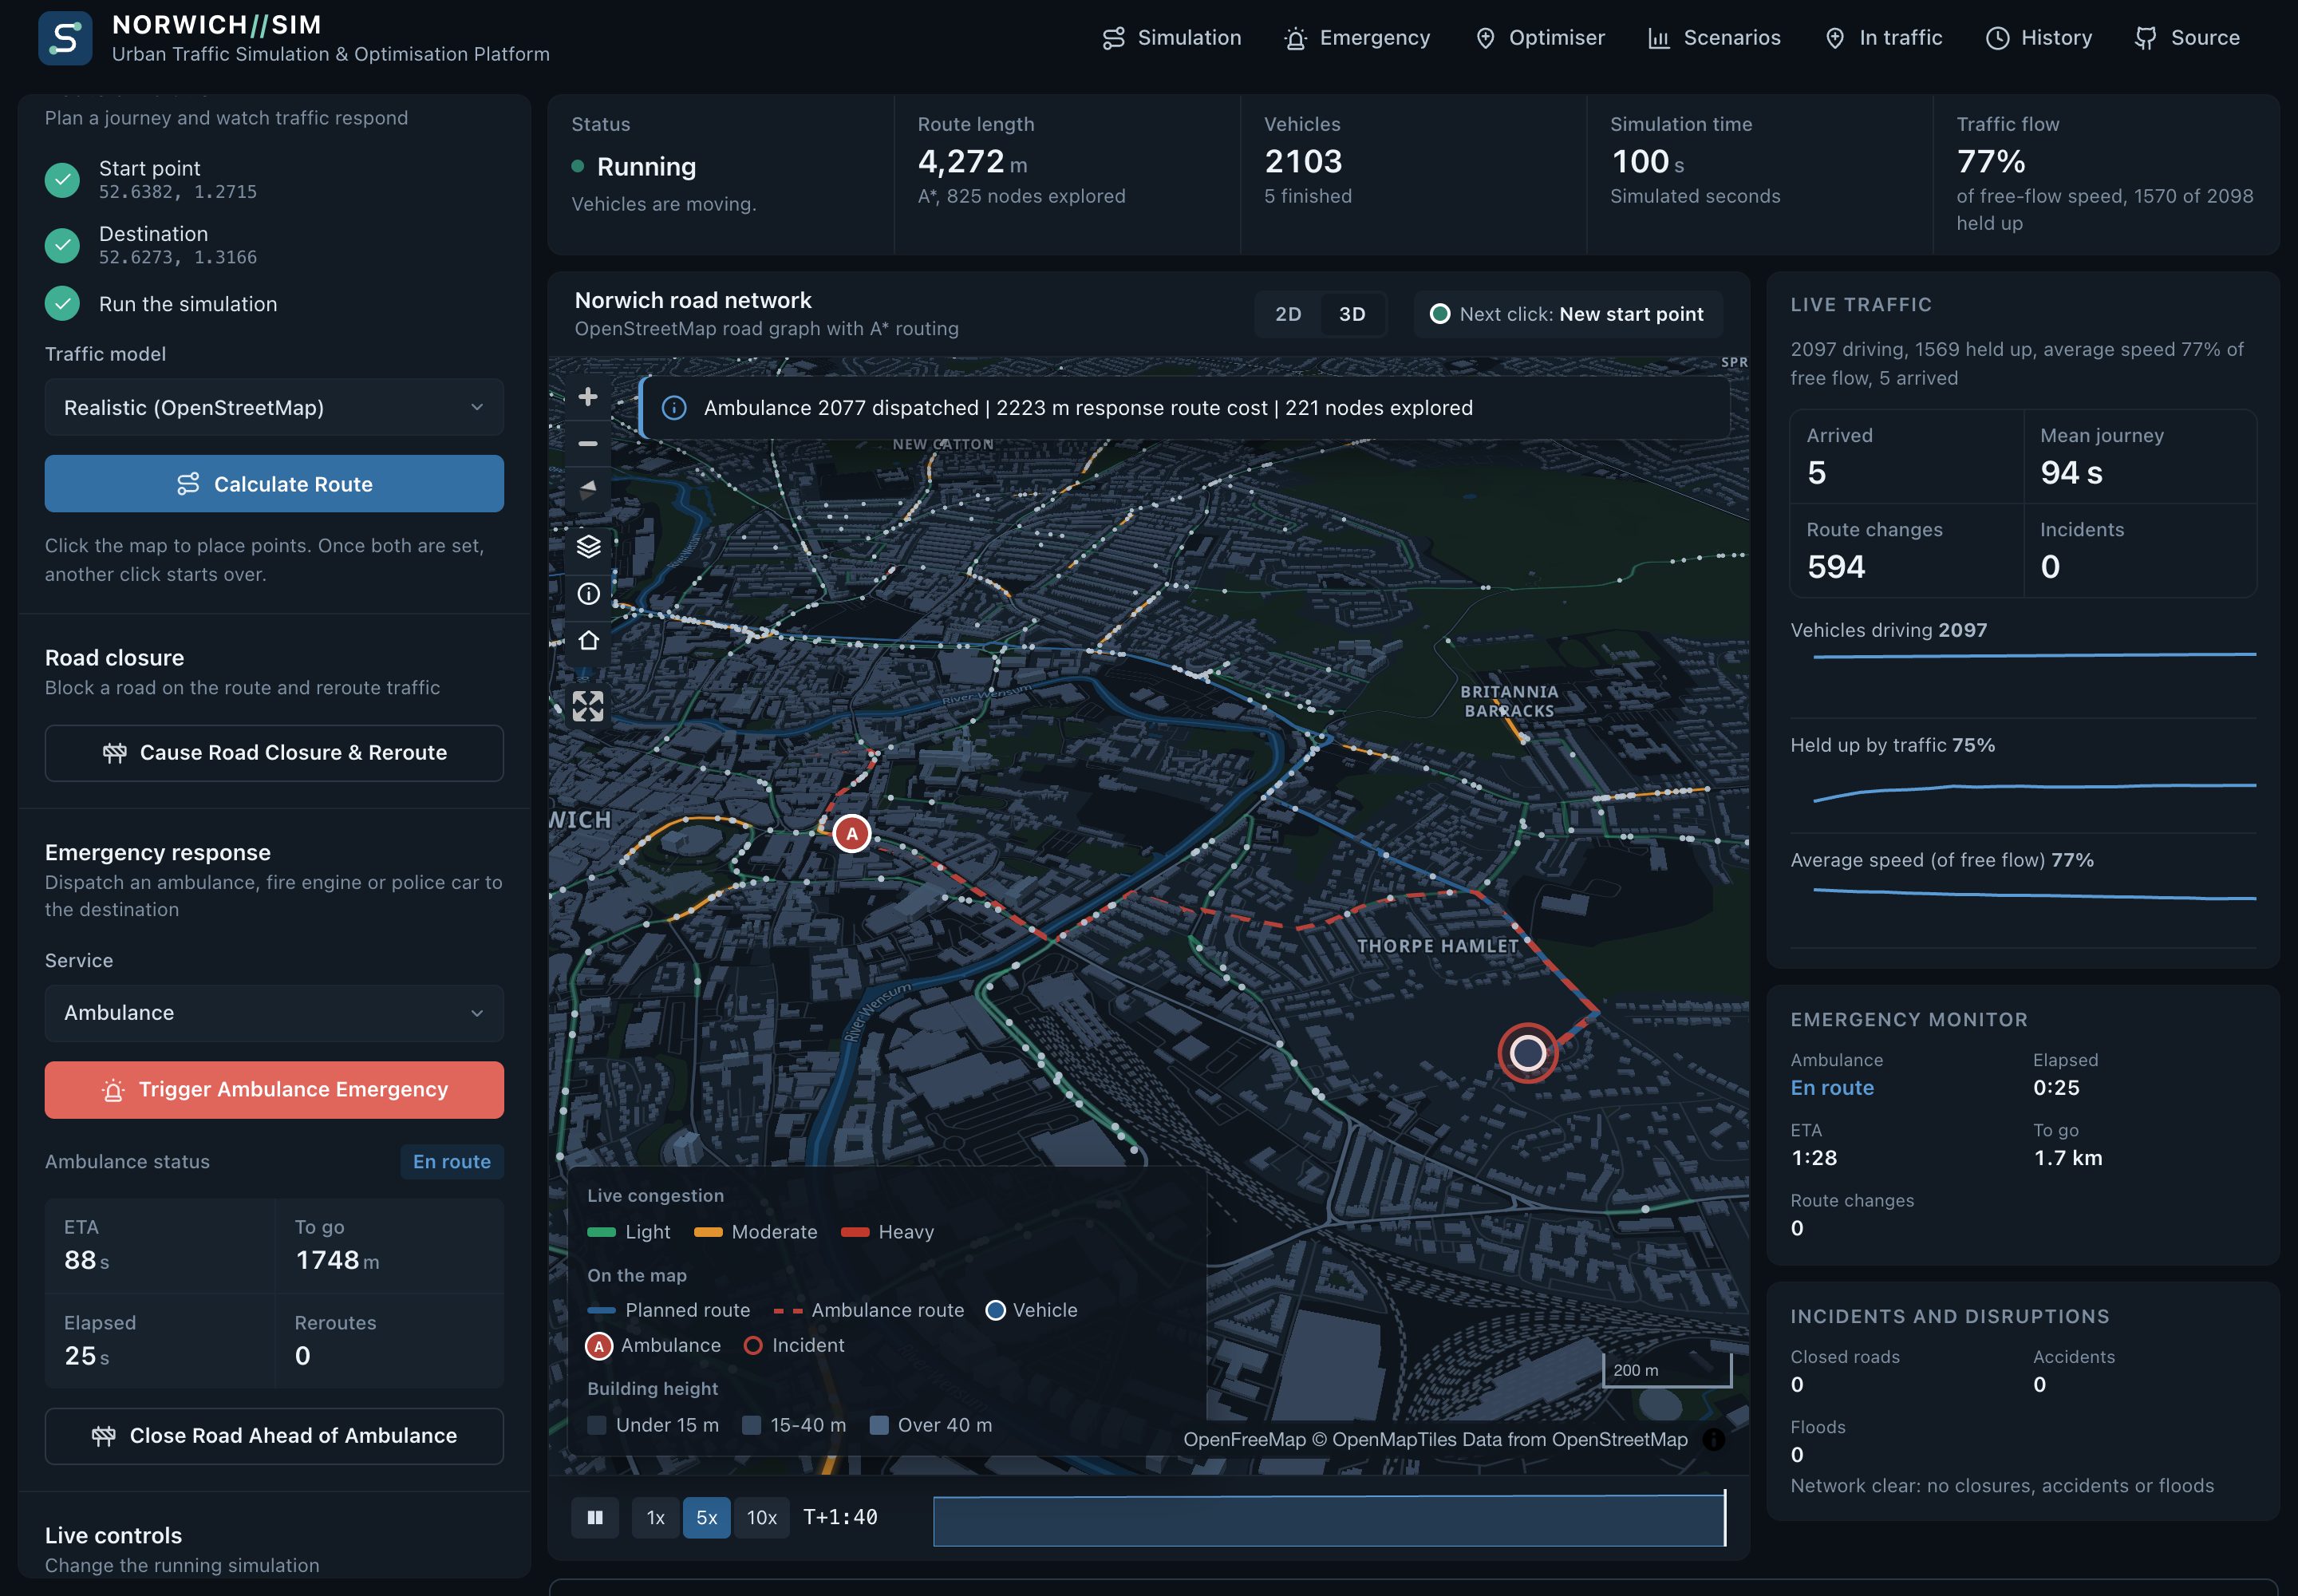 NORWICH//SIM
Urban Traffic Simulation & Optimisation Platform
Simulation
Emergency
Optimiser
Scenarios
In traffic
History
Source
Plan a journey and watch traffic respond
Start point
52.6382, 1.2715
Destination
52.6273, 1.3166
Run the simulation
Traffic model
Realistic (OpenStreetMap)
Calculate Route
Click the map to place points. Once both are set,
another click starts over.
Road closure
Block a road on the route and reroute traffic
Cause Road Closure & Reroute
Emergency response
Dispatch an ambulance, fire engine or police car to
the destination
Service
Ambulance
Trigger Ambulance Emergency
Ambulance status
En route
ETA
88 s
To go
1748 m
Elapsed
25 s
Reroutes
0
Close Road Ahead of Ambulance
Live controls
Change the running simulation
Status
Running
Vehicles are moving.
Route length
4,272 m
A*, 825 nodes explored
Vehicles
2103
5 finished
Simulation time
100 s
Simulated seconds
Traffic flow
77%
of free-flow speed, 1570 of 2098
held up
Norwich road network
OpenStreetMap road graph with A* routing
2D
3D
Next click: New start point
SPR
Ambulance 2077 dispatched | 2223 m response route cost | 221 nodes explored
NEW CATTON
River Wensum
BRITANNIA
BARRACKS
WICH
A
THORPE HAMLET
River Wensum
Live congestion
Light
Moderate
Heavy
On the map
Planned route
Ambulance route
Vehicle
A
Ambulance
Incident
Building height
Under 15 m
15-40 m
Over 40 m
200 m
OpenFreeMap © OpenMapTiles Data from OpenStreetMap
1x
5x
10x
T+1:40
LIVE TRAFFIC
2097 driving, 1569 held up, average speed 77% of
free flow, 5 arrived
Arrived
5
Mean journey
94 s
Route changes
594
Incidents
0
Vehicles driving 2097
Held up by traffic 75%
Average speed (of free flow) 77%
EMERGENCY MONITOR
Ambulance
En route
Elapsed
0:25
ETA
1:28
To go
1.7 km
Route changes
0
INCIDENTS AND DISRUPTIONS
Closed roads
0
Accidents
0
Floods
0
Network clear: no closures, accidents or floods